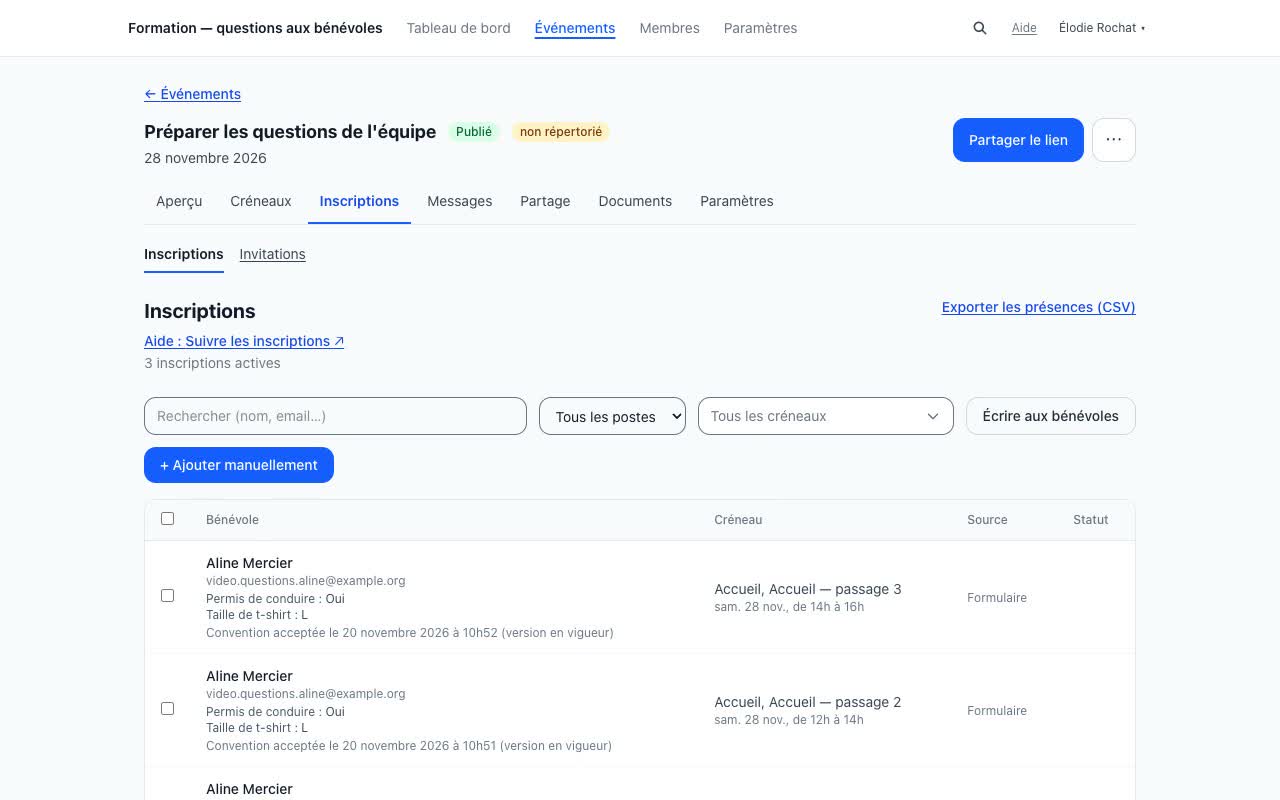 Formation — questions aux bénévoles Tableau de bord Événements Membres Paramètres Aide Élodie Rochat
← Événements
Préparer les questions de l'équipe Publié non répertorié
28 novembre 2026
Partager le lien ···
Aperçu Créneaux Inscriptions Messages Partage Documents Paramètres
Inscriptions Invitations
Inscriptions
Exporter les présences (CSV)
Aide : Suivre les inscriptions ↗
3 inscriptions actives
Rechercher (nom, email...) Tous les postes Tous les créneaux Écrire aux bénévoles
+ Ajouter manuellement
Bénévole Créneau Source Statut
Aline Mercier
video.questions.aline@example.org
Permis de conduire : Oui
Taille de t-shirt : L
Convention acceptée le 20 novembre 2026 à 10h52 (version en vigueur)
Accueil, Accueil — passage 3
sam. 28 nov., de 14h à 16h
Formulaire
Aline Mercier
video.questions.aline@example.org
Permis de conduire : Oui
Taille de t-shirt : L
Convention acceptée le 20 novembre 2026 à 10h51 (version en vigueur)
Accueil, Accueil — passage 2
sam. 28 nov., de 12h à 14h
Formulaire
Aline Mercier